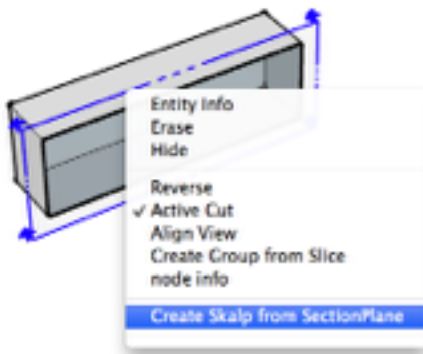 Entity Info
Erase
Hide
Reverse
✓ Active Cut
Align View
Create Group from Slice
node info
Create Skalp from SectionPlane